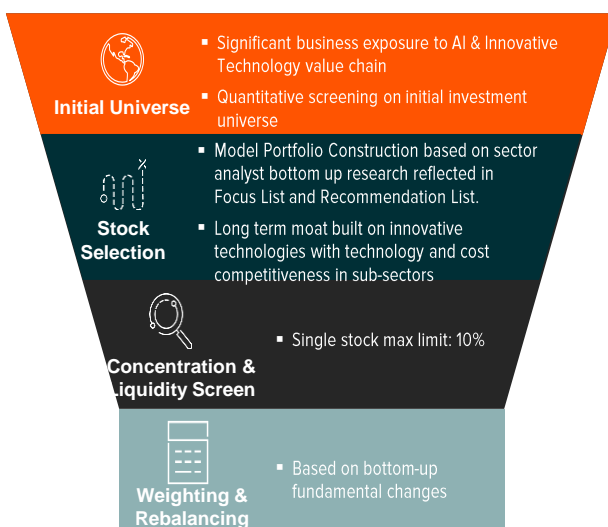 Initial Universe
▪ Significant business exposure to AI & Innovative
Technology value chain
▪ Quantitative screening on initial investment
universe
Stock
Selection
▪ Model Portfolio Construction based on sector
analyst bottom up research reflected in
Focus List and Recommendation List.
▪ Long term moat built on innovative
technologies with technology and cost
competitiveness in sub-sectors
Concentration &
Liquidity Screen
▪ Single stock max limit: 10%
Weighting &
Rebalancing
▪ Based on bottom-up
fundamental changes